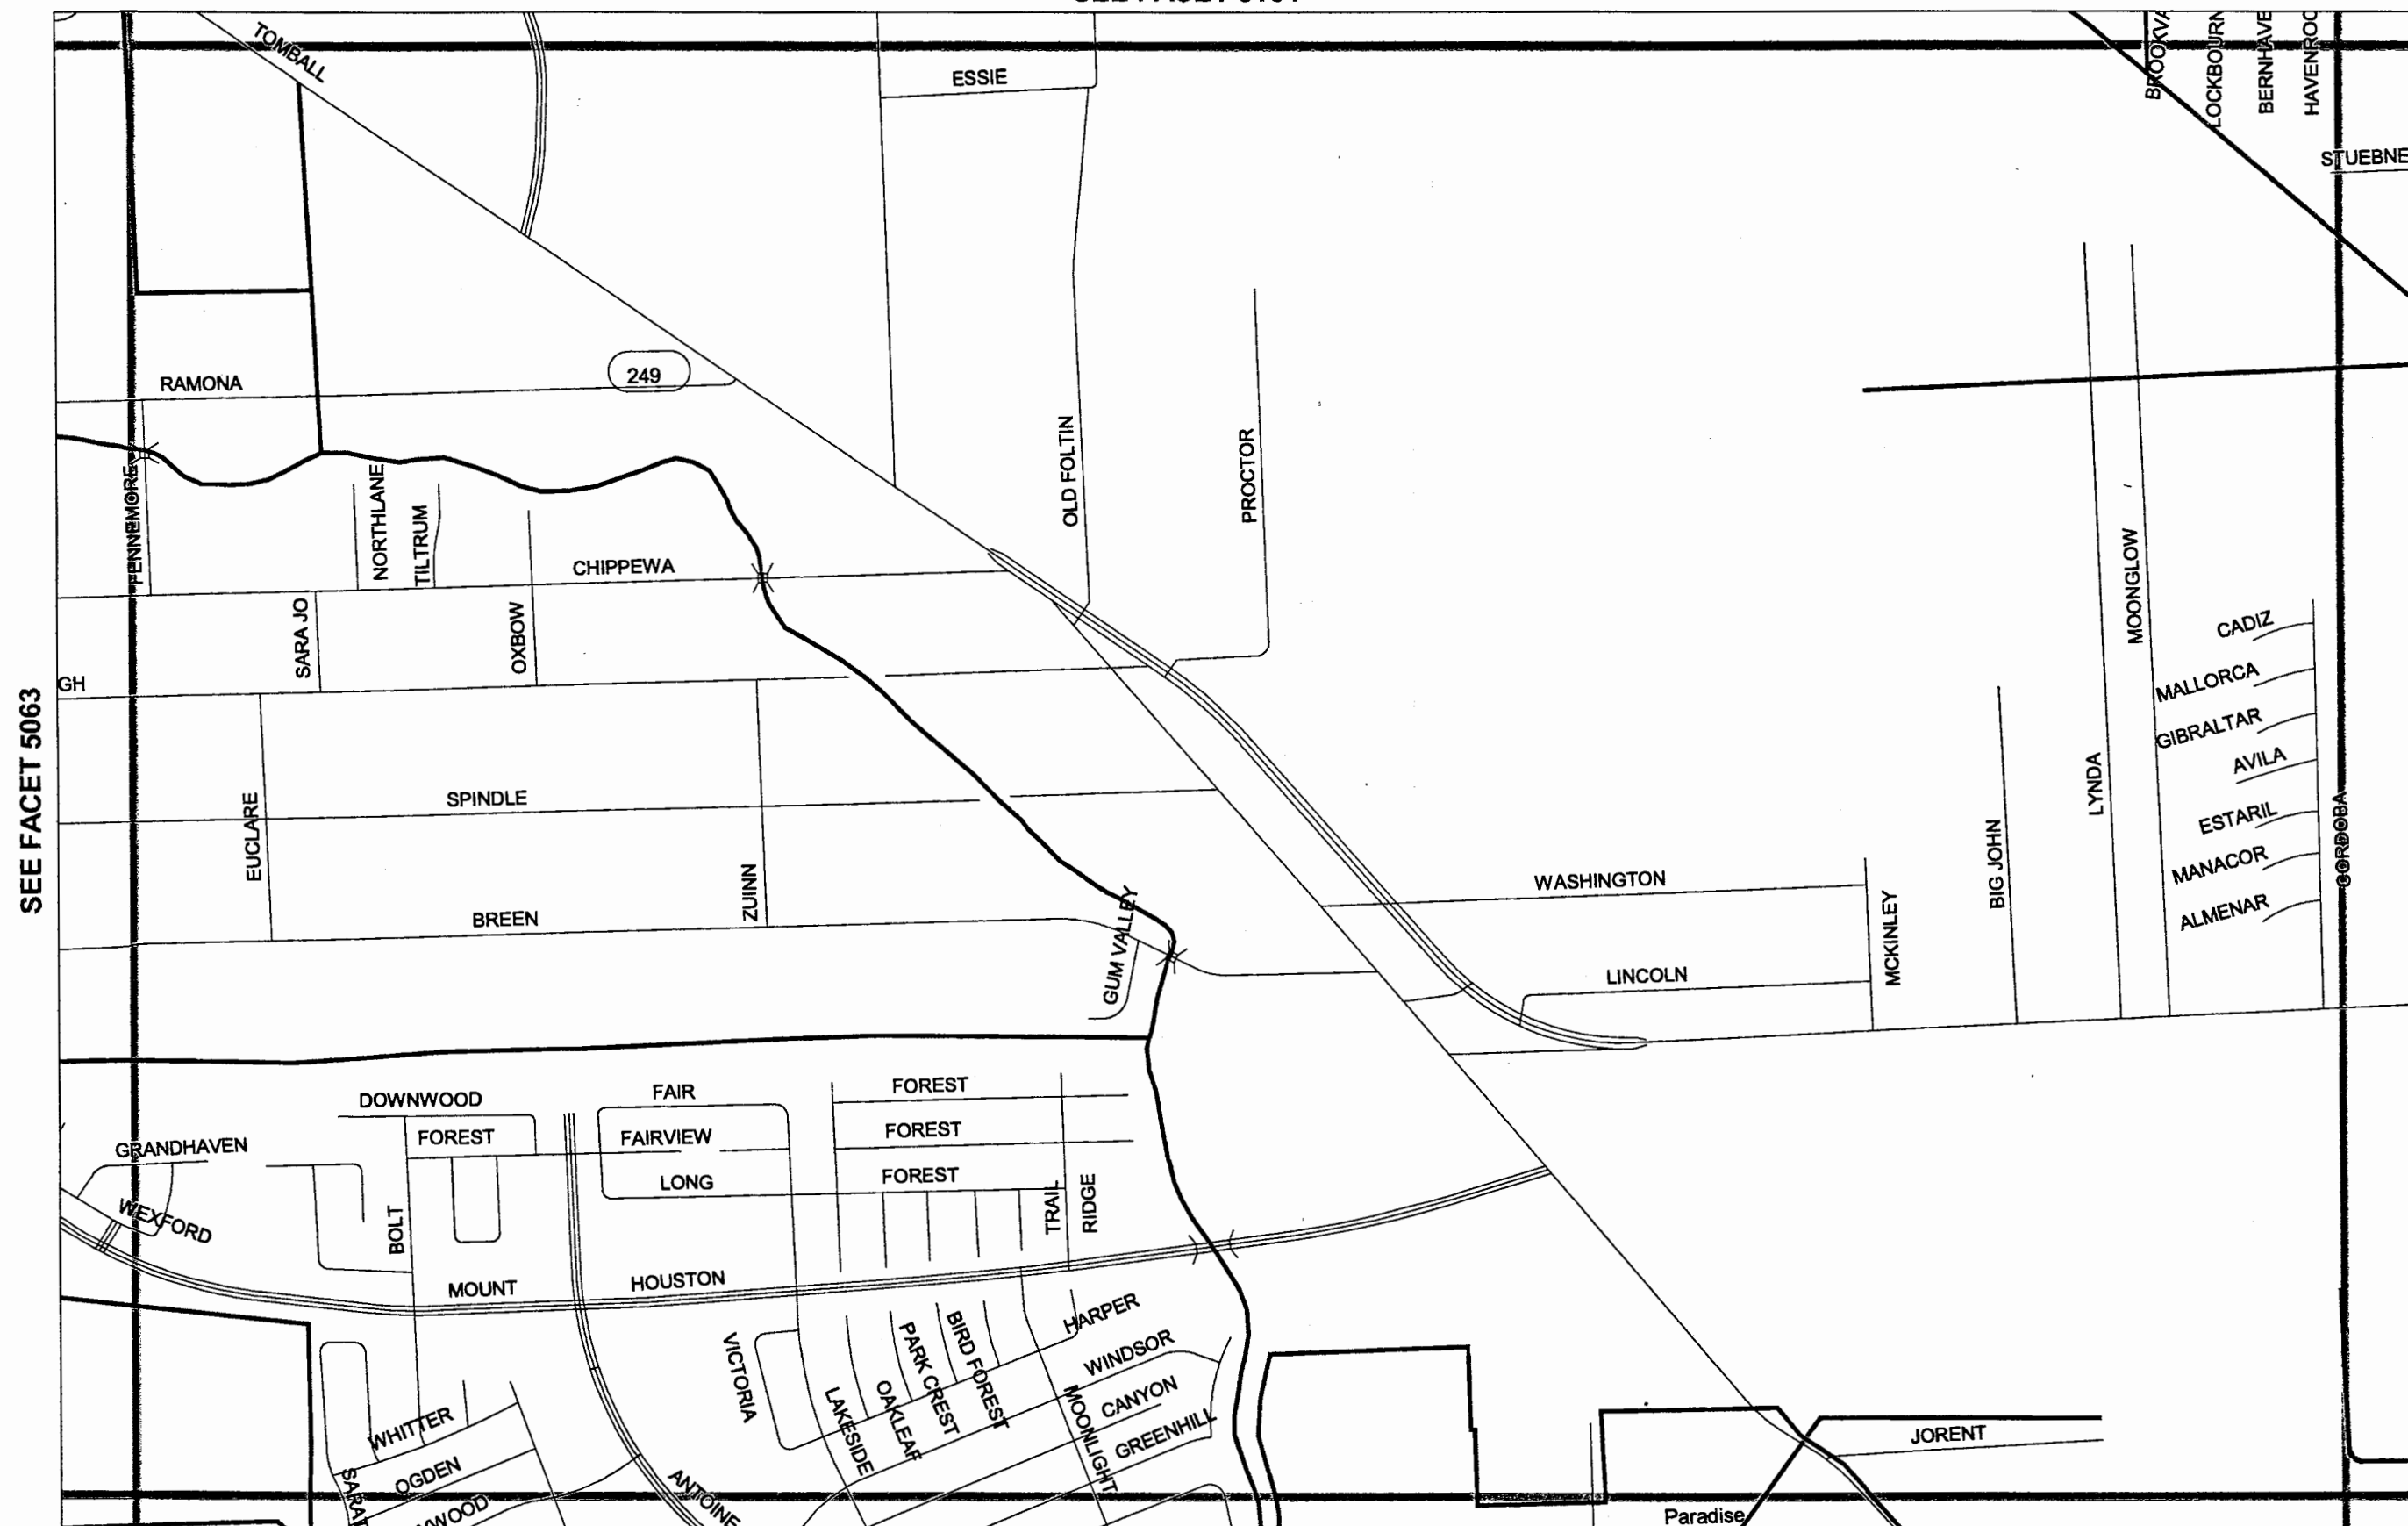 TOMBALL
ESSIE
LOCKBOURN
BERNHAVE
STUEBNE
RAMONA
249
FENNEMORE
NORTHLANE
TILTRUM
OLD FOLTIN
PROCTOR
CHIPPEWA
SARA JO
OXBOW
GH
MOONGLOW
CADIZ
MALLORCA
GIBRALTAR
AVILA
ESTARIL
MANACOR
ALMENAR
SEE FACET 5063
EUCLARE
SPINDLE
ZUINN
BREEN
GUM VALLEY
WASHINGTON
LINCOLN
MCKINLEY
BIG JOHN
LYNDA
CORDOBA
DOWNWOOD
FAIR
FOREST
GRANDHAVEN
FOREST
FAIRVIEW
FOREST
LONG
FOREST
WEXFORD
BOLT
TRAIL
RIDGE
MOUNT
HOUSTON
VICTORIA
LAKESIDE
OAKLEAF
PARK CREST
BIRD FOREST
HARPER
WINDSOR
CANYON
GREENHILL
MOONLIGHT
WHITTER
OGDEN
WOOD
SARAT
ANTOINE
JORENT
Paradise